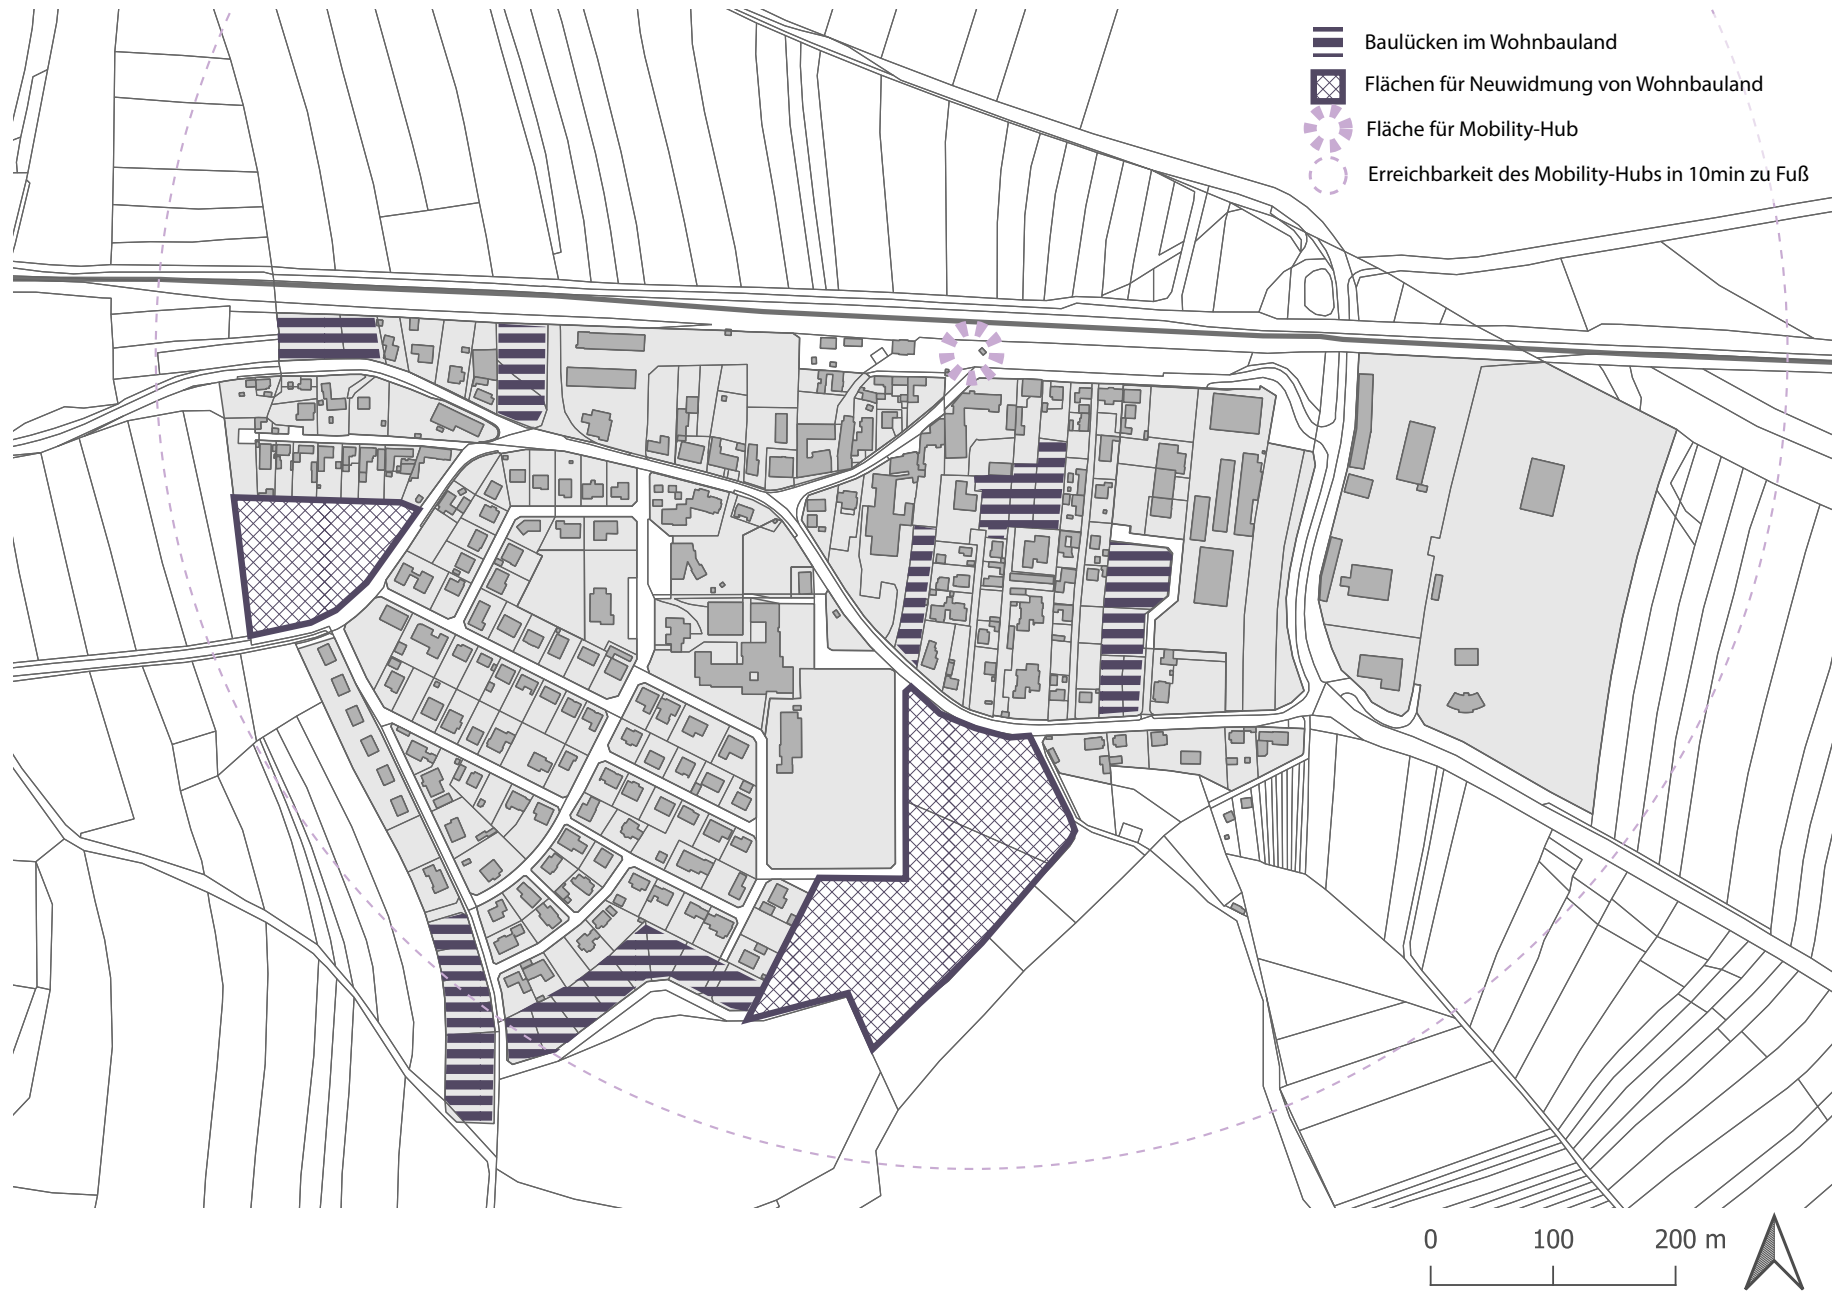 Baulücken im Wohnbauland
Flächen für Neuwidmung von Wohnbauland
Fläche für Mobility-Hub
Erreichbarkeit des Mobility-Hubs in 10min zu Fuß
0 100 200 m